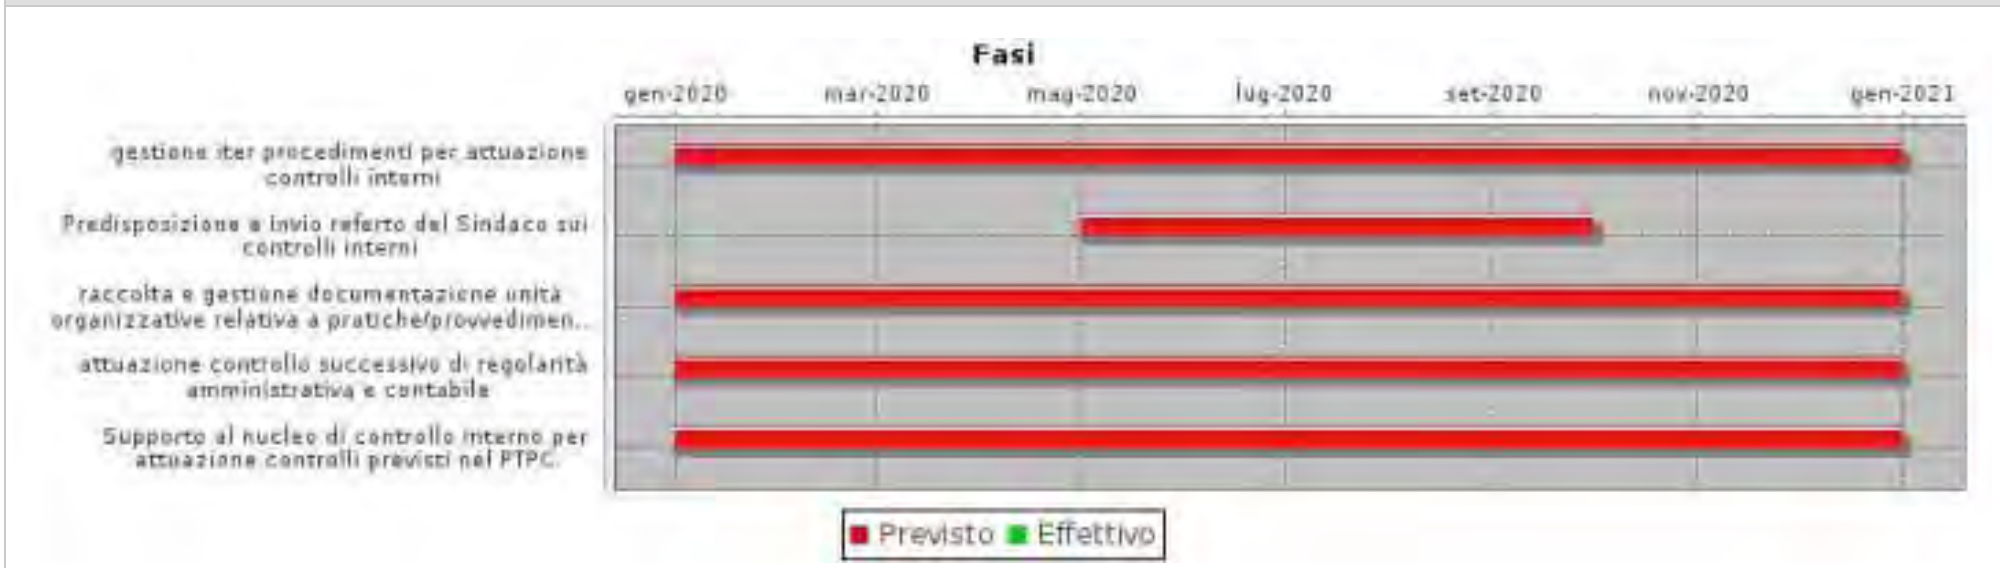 Fasi
gen-2020 mar-2020 mag-2020 lug-2020 set-2020 nov-2020 gen-2021
gestione iter procedimenti per attuazione
controlli interni
Predisposizione e invio referto del Sindaco sui
controlli interni
raccolta e gestione documentazione unità
organizzative relativa a pratiche/provvedimen...
attuazione controllo successivo di regolarità
amministrativa e contabile
Supporto al nucleo di controllo interno per
attuazione controlli previsti nel PTPC.
Previsto Effettivo